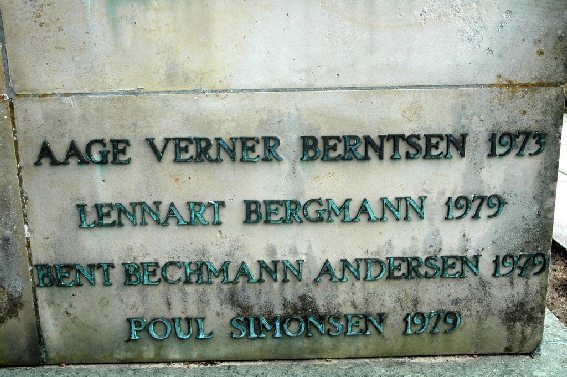 AAGE VERNER BERNTSEN 1973
LENNART BERGMANN 1979
BENT BECHMANN ANDERSEN 1979
POUL SIMONSEN 1979